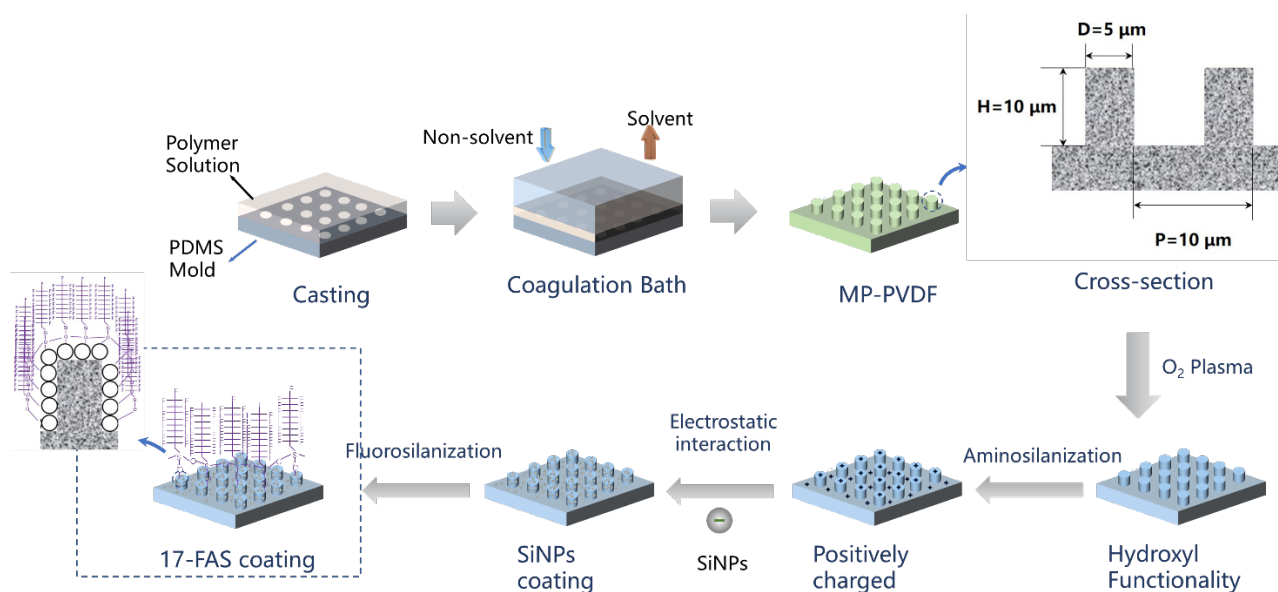 Polymer
Solution
PDMS
Mold
Casting
Non-solvent
Solvent
Coagulation Bath
MP-PVDF
D=5 μm
H=10 μm
P=10 μm
Cross-section
O₂ Plasma
Hydroxyl
Functionality
Aminosilanization
Positively
charged
Electrostatic
interaction
SiNPs
SiNPs
coating
Fluorosilanization
17-FAS coating